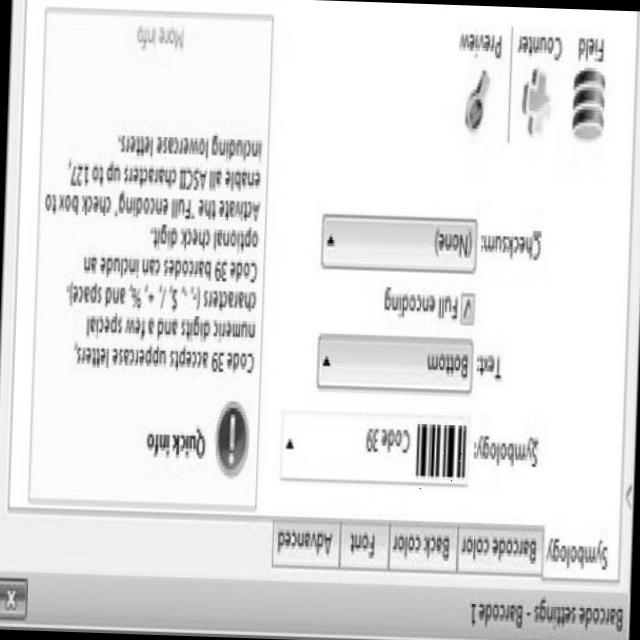 Barcode settings - Barcode 1
X
Symbology
Barcode color
Back color
Font
Advanced
Symbology:
Code 39
Text:
Bottom
Full encoding
Checksum:
(None)
Field
Counter
Preview
Quick info
Code 39 accepts uppercase letters,
numeric digits and a few special
characters (-, ., $, /, +, %, and space).
Code 39 barcodes can include an
optional check digit.
Activate the "Full encoding" check box to
enable all ASCII characters up to 127,
including lowercase letters.
More info